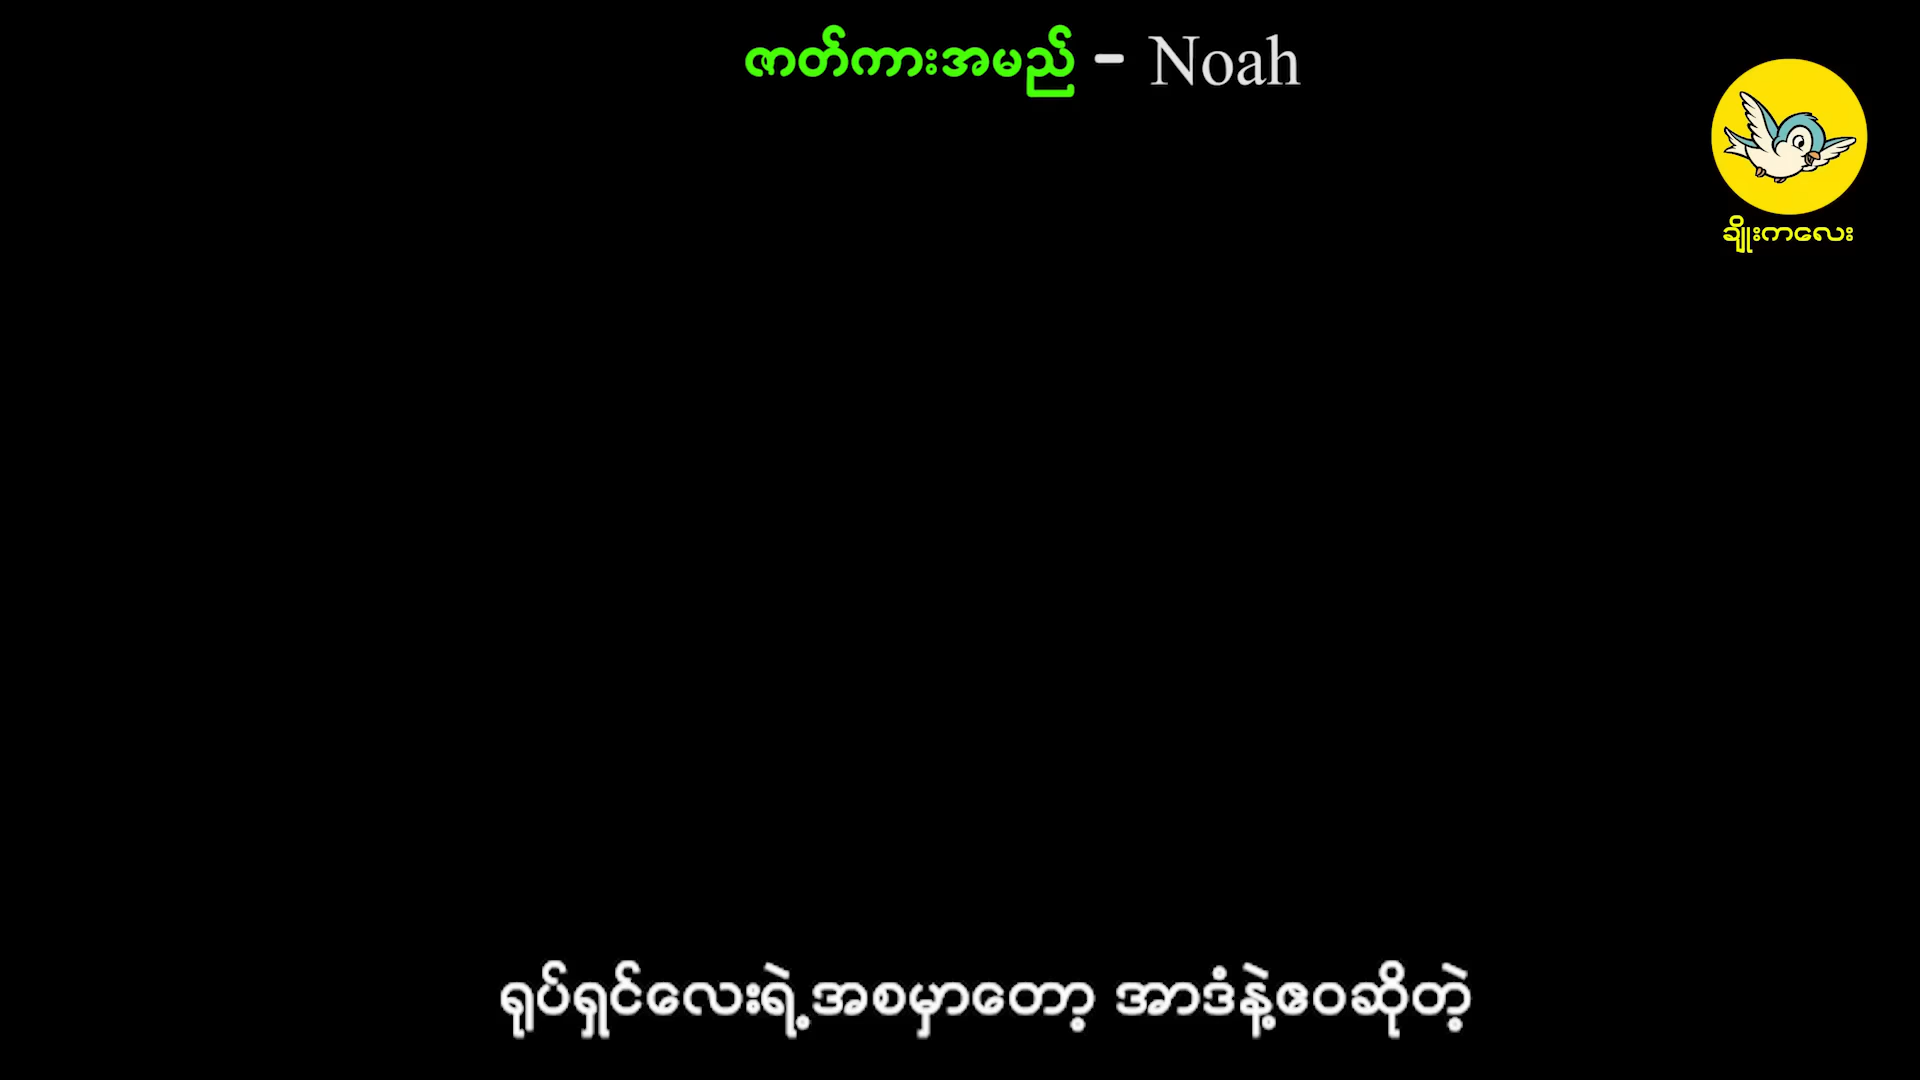 ဇာတ်ကားအမည် - Noah
ချိုးကလေး
ရုပ်ရှင်လေးရဲ့အစမှာတော့ အာဒံနဲ့ဧဝဆိုတဲ့